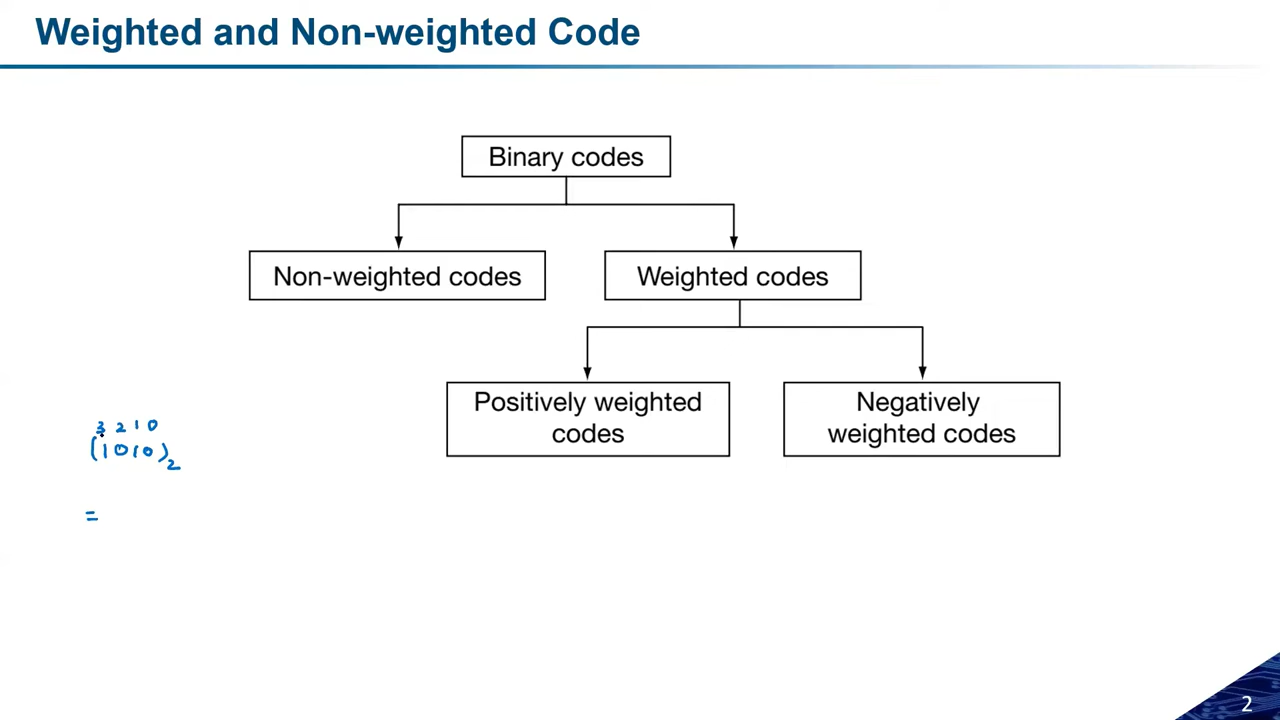 Weighted and Non-weighted Code
Binary codes
Non-weighted codes
Weighted codes
Positively weighted
codes
Negatively
weighted codes
3 2 1 0
(1010)2
=
2